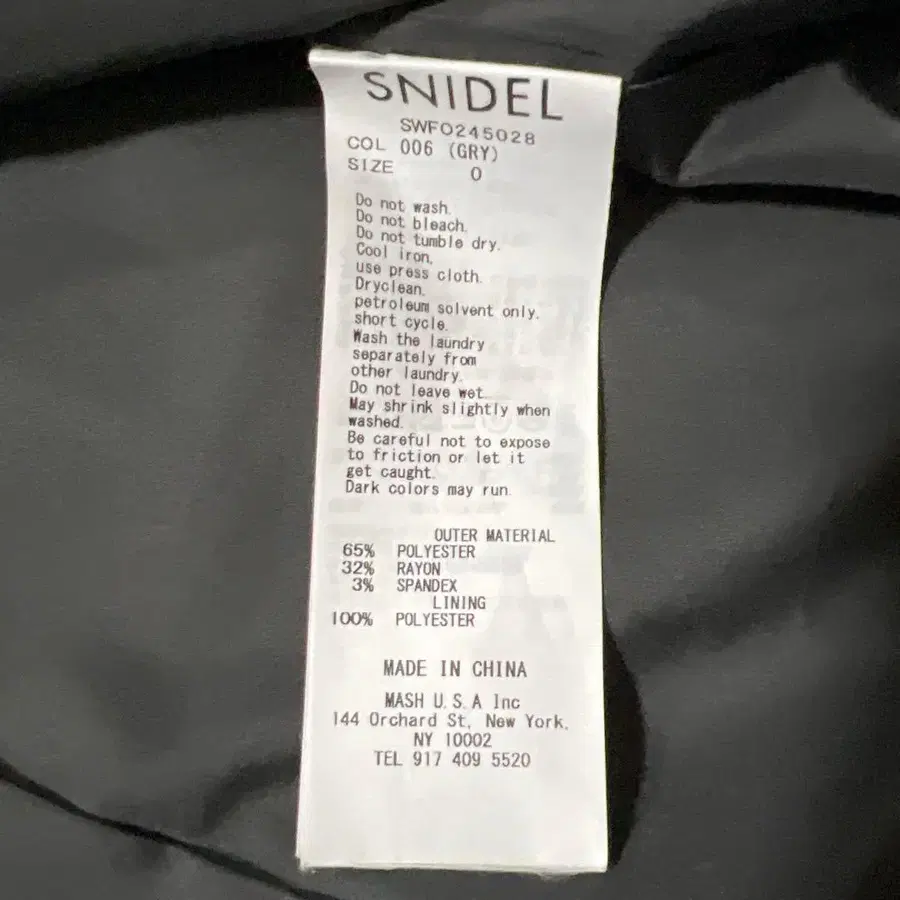 SNIDEL
SWFO245028
COL 006 (GRY)
SIZE 0
Do not wash.
Do not bleach.
Do not tumble dry.
Cool iron,
use press cloth.
Dryclean.
petroleum solvent only.
short cycle.
Wash the laundry
separately from
other laundry.
Do not leave wet.
May shrink slightly when
washed.
Be careful not to expose
to friction or let it
get caught.
Dark colors may run.
OUTER MATERIAL
65% POLYESTER
32% RAYON
3% SPANDEX
LINING
100% POLYESTER
MADE IN CHINA
MASH U.S.A Inc
144 Orchard St, New York,
NY 10002
TEL 917 409 5520